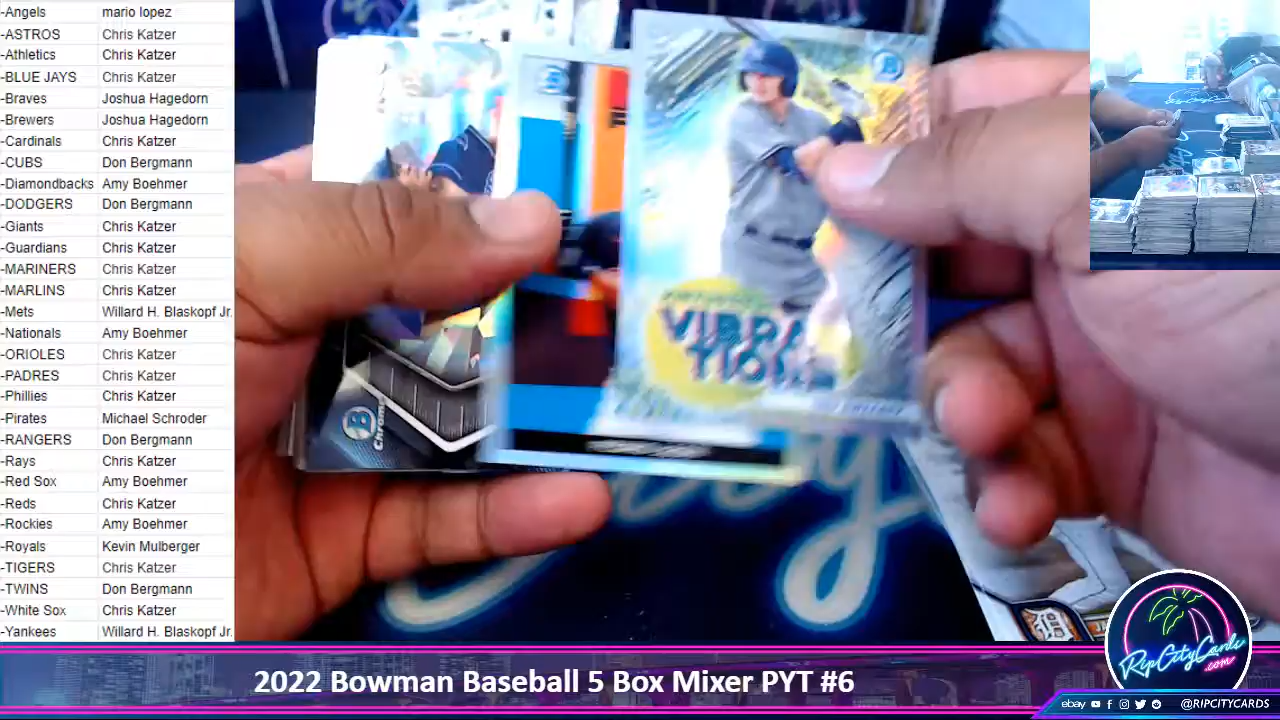 -Angels mario lopez
-ASTROS Chris Katzer
-Athletics Chris Katzer
-BLUE JAYS Chris Katzer
-Braves Joshua Hagedorn
-Brewers Joshua Hagedorn
-Cardinals Chris Katzer
-CUBS Don Bergmann
-Diamondbacks Amy Boehmer
-DODGERS Don Bergmann
-Giants Chris Katzer
-Guardians Chris Katzer
-MARINERS Chris Katzer
-MARLINS Chris Katzer
-Mets Willard H. Blaskopf Jr.
-Nationals Amy Boehmer
-ORIOLES Chris Katzer
-PADRES Chris Katzer
-Phillies Chris Katzer
-Pirates Michael Schroder
-RANGERS Don Bergmann
-Rays Chris Katzer
-Red Sox Amy Boehmer
-Reds Chris Katzer
-Rockies Amy Boehmer
-Royals Kevin Mulberger
-TIGERS Chris Katzer
-TWINS Don Bergmann
-White Sox Chris Katzer
-Yankees Willard H. Blaskopf Jr.
B
B
VIBRA
TIONS
B
Chrome
RipCityCards
.com
2022 Bowman Baseball 5 Box Mixer PYT #6
ebay @RIPCITYCARDS